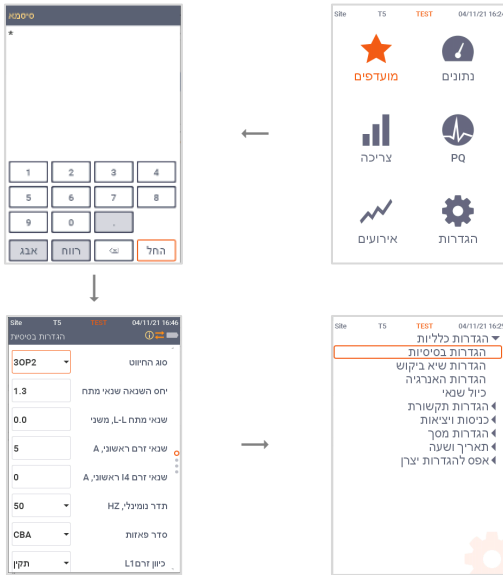 סיסמא
*
1 2 3 4
5 6 7 8
9 0 .
אבג רווח החל
Site T5 TEST 04/11/21 16:24
מועדפים נתונים
צריכה PQ
אירועים הגדרות
Site T5 TEST 04/11/21 16:46
הגדרות בסיסיות
סוג החיווט 3OP2
יחס השנאה שנאי מתח 1.3
שנאי מתח L-L, משני 0.0
שנאי זרם ראשוני, A 5
שנאי זרם I4 ראשוני, A 0
תדר נומינלי, HZ 50
סדר פאזות CBA
כיוון זרם L1 תקין
Site T5 TEST 04/11/21 16:25
הגדרות כלליות
הגדרות בסיסיות
הגדרות שיא ביקוש
הגדרות האנרגיה
כיול שנאי
הגדרות תקשורת
כניסות ויציאות
הגדרות מסך
תאריך ושעה
אפס להגדרות יצרן